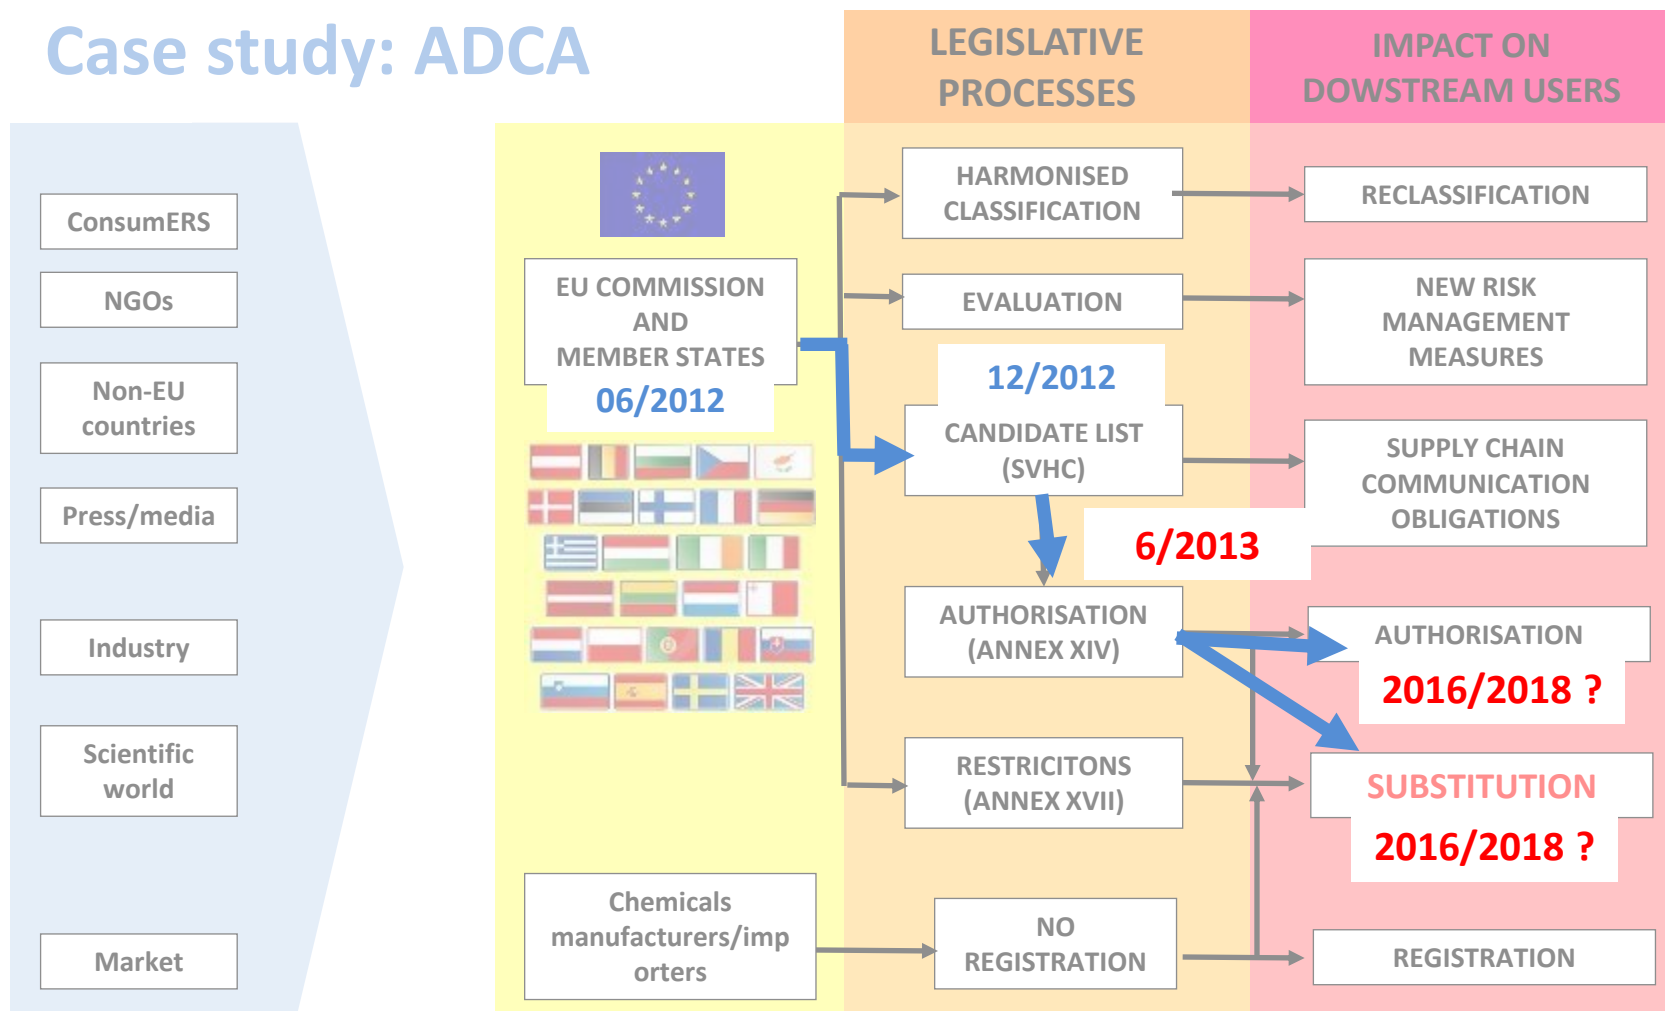 Case study: ADCA
LEGISLATIVE
PROCESSES
IMPACT ON
DOWSTREAM USERS
ConsumERS
NGOs
Non-EU
countries
Press/media
Industry
Scientific
world
Market
EU COMMISSION
AND
MEMBER STATES
06/2012
Chemicals
manufacturers/imp
orters
HARMONISED
CLASSIFICATION
EVALUATION
12/2012
CANDIDATE LIST
(SVHC)
6/2013
AUTHORISATION
(ANNEX XIV)
RESTRICITONS
(ANNEX XVII)
NO
REGISTRATION
RECLASSIFICATION
NEW RISK
MANAGEMENT
MEASURES
SUPPLY CHAIN
COMMUNICATION
OBLIGATIONS
AUTHORISATION
2016/2018 ?
SUBSTITUTION
2016/2018 ?
REGISTRATION